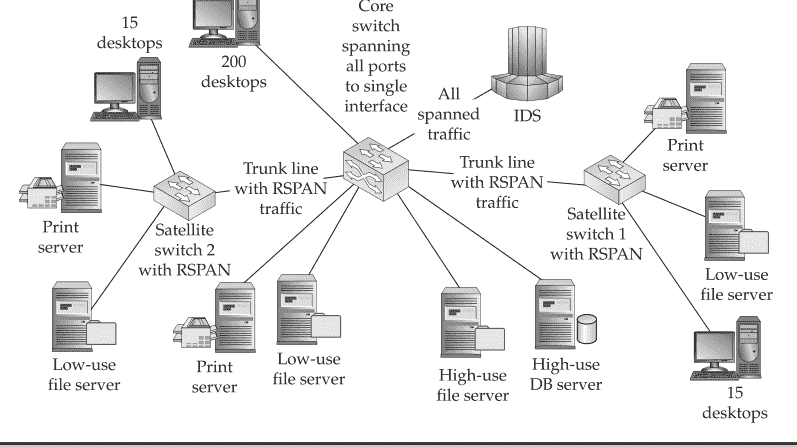 15
desktops
200
desktops
Core
switch
spanning
all ports
to single
interface
All
spanned
traffic
IDS
Print
server
Trunk line
with RSPAN
traffic
Trunk line
with RSPAN
traffic
Print
server
Satellite
switch 2
with RSPAN
Satellite
switch 1
with RSPAN
Low-use
file server
Low-use
file server
Print
server
Low-use
file server
High-use
file server
High-use
DB server
15
desktops